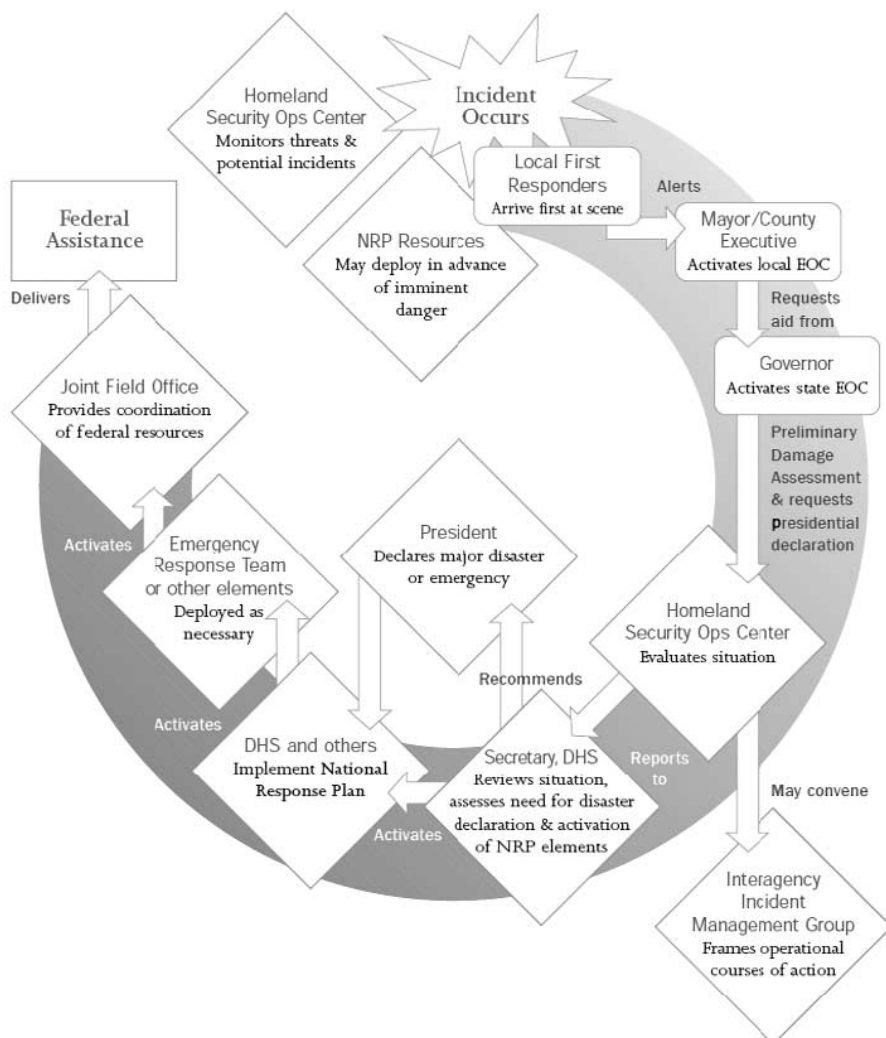 Incident
Occurs
Homeland
Security Ops Center
Monitors threats &
potential incidents
Local First
Responders
Arrive first at scene
Alerts
Mayor/County
Executive
Activates local EOC
Federal
Assistance
NRP Resources
May deploy in advance
of imminent
danger
Delivers
Requests
aid from
Governor
Activates state EOC
Joint Field Office
Provides coordination
of federal resources
Preliminary
Damage
Assessment
& requests
presidential
declaration
Activates
Emergency
Response Team
or other elements
Deployed as
necessary
President
Declares major disaster
or emergency
Homeland
Security Ops Center
Evaluates situation
Recommends
Activates
DHS and others
Implement National
Response Plan
Secretary, DHS
Reviews situation,
assesses need for disaster
declaration & activation
of NRP elements
Reports
to
Activates
May convene
Interagency
Incident
Management Group
Frames operational
courses of action